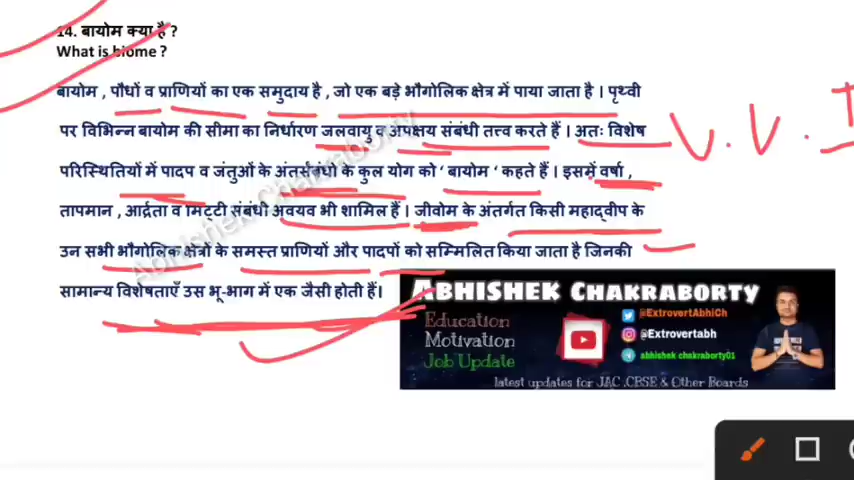 14. बायोम क्या है ?
What is biome ?
बायोम , पौधों व प्राणियों का एक समुदाय है , जो एक बड़े भौगोलिक क्षेत्र में पाया जाता है । पृथ्वी
पर विभिन्न बायोम की सीमा का निर्धारण जलवायु व अपक्षय संबंधी तत्त्व करते हैं । अतः विशेष
परिस्थितियों में पादप व जंतुओं के अंतर्संबंधों के कुल योग को ' बायोम ' कहते हैं । इसमें वर्षा ,
तापमान , आर्द्रता व मिट्टी संबंधी अवयव भी शामिल हैं । जीवोम के अंतर्गत किसी महाद्वीप के
उन सभी भौगोलिक क्षेत्रों के समस्त प्राणियों और पादपों को सम्मिलित किया जाता है जिनकी
सामान्य विशेषताएँ उस भू-भाग में एक जैसी होती हैं।
V. V. I
Abhishek Chakraborty
ABHISHEK CHAKRABORTY
Education
Motivation
Job Update
@ExtrovertAbhiCh
@Extrovertabh
abhishek chakraborty01
latest updates for JAC ,CBSE & Other Boards